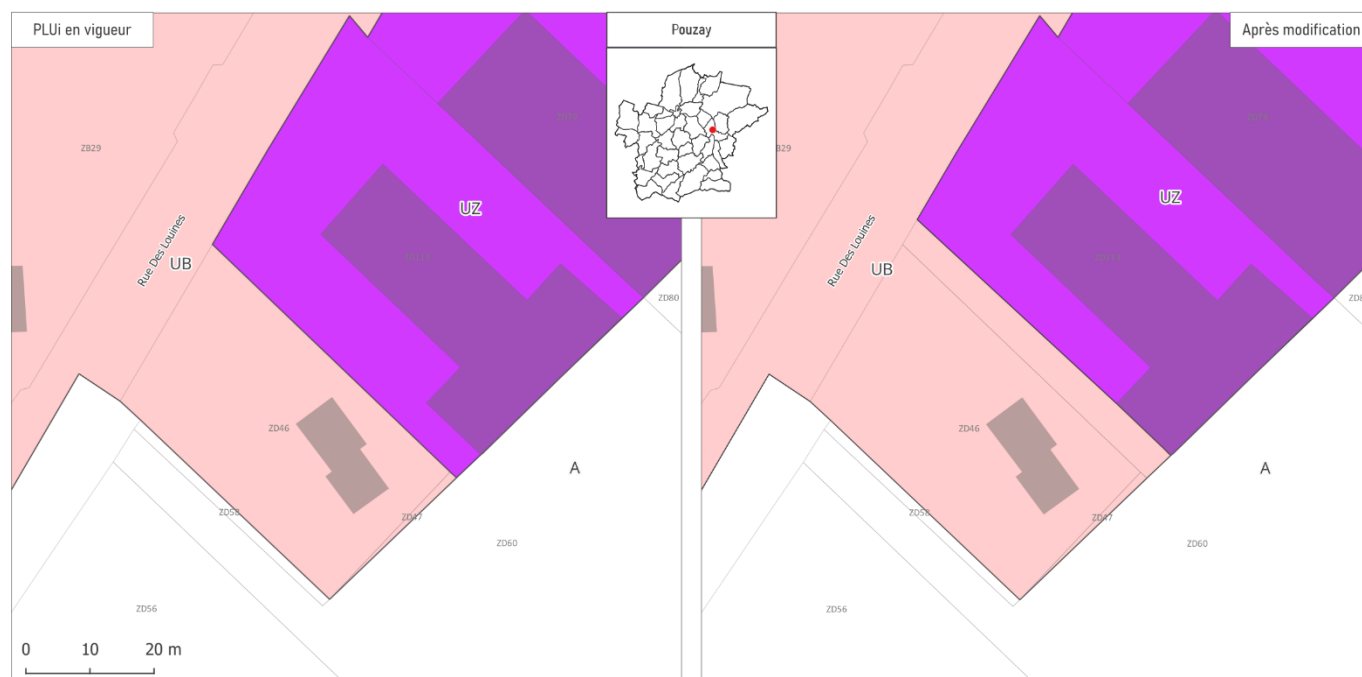 PLUi en vigueur
Pouzay
Après modification
ZB29
UZ
Rue Des Louines
UB
ZD80
ZD46
A
ZD58
ZD47
ZD60
ZD56
0 10 20 m
B29
UZ
Rue Des Louines
UB
ZD8
ZD46
A
ZD58
ZD47
ZD60
ZD56